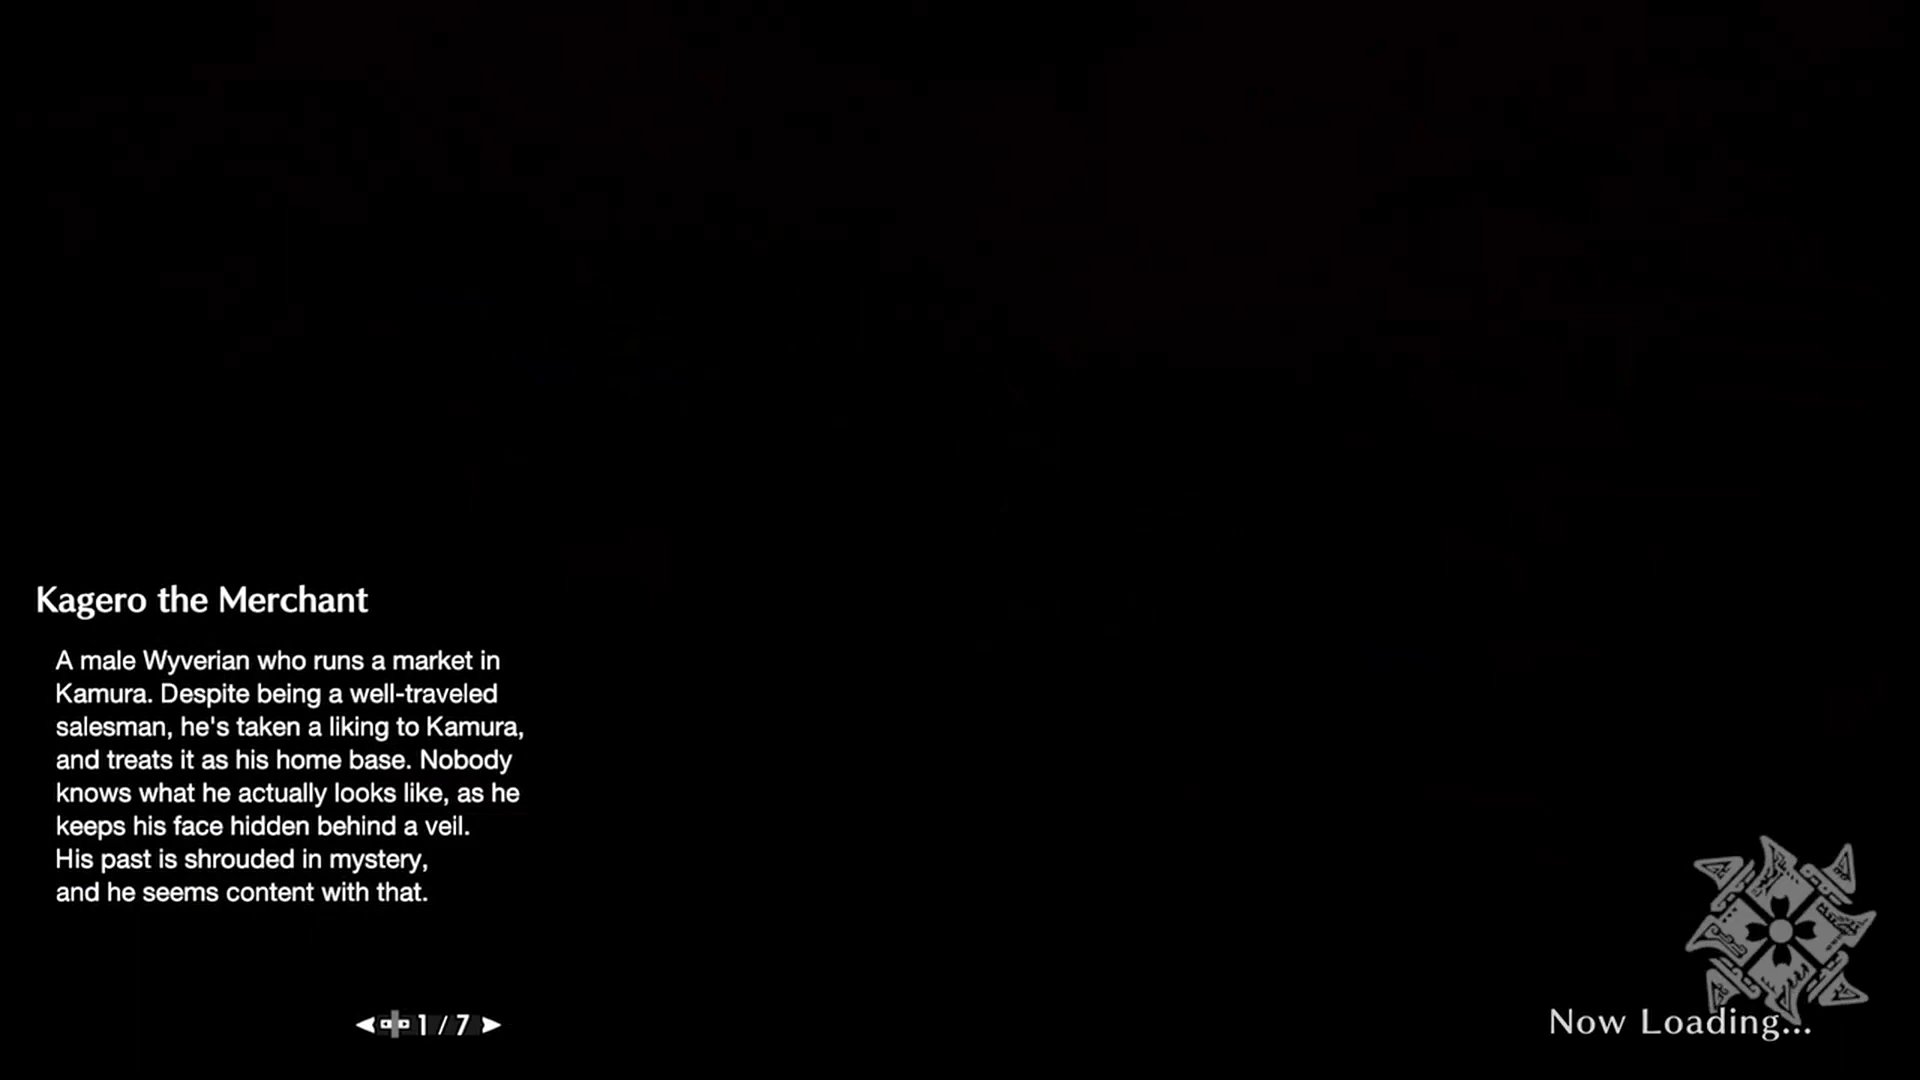 Kagero the Merchant
A male Wyverian who runs a market in
Kamura. Despite being a well-traveled
salesman, he's taken a liking to Kamura,
and treats it as his home base. Nobody
knows what he actually looks like, as he
keeps his face hidden behind a veil.
His past is shrouded in mystery,
and he seems content with that.
1 / 7
Now Loading...